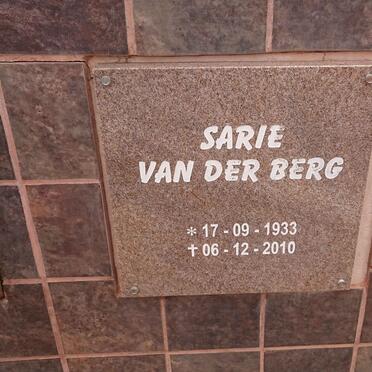 SARIE
VAN DER BERG
* 17 - 09 - 1933
✝ 06 - 12 - 2010